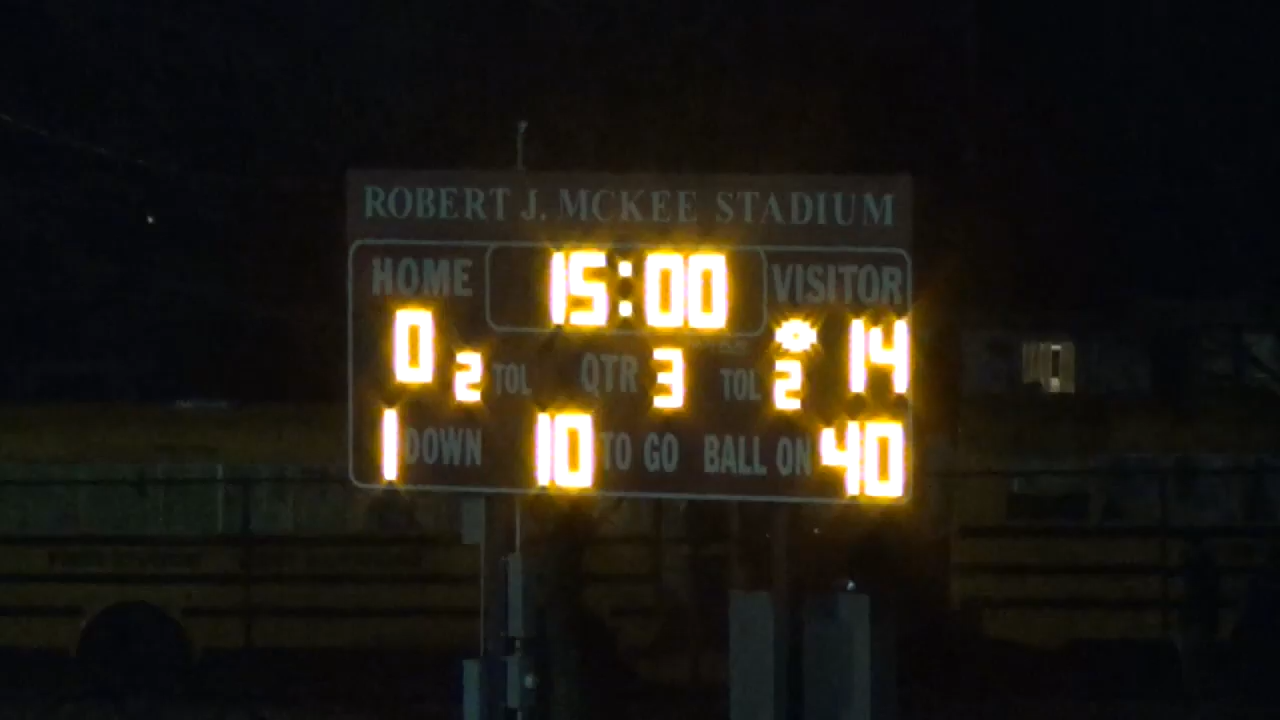 ROBERT J. MCKEE STADIUM
HOME 15:00 VISITOR
0 14
2 TOL QTR 3 TOL 2
1 DOWN 10 TO GO BALL ON 40